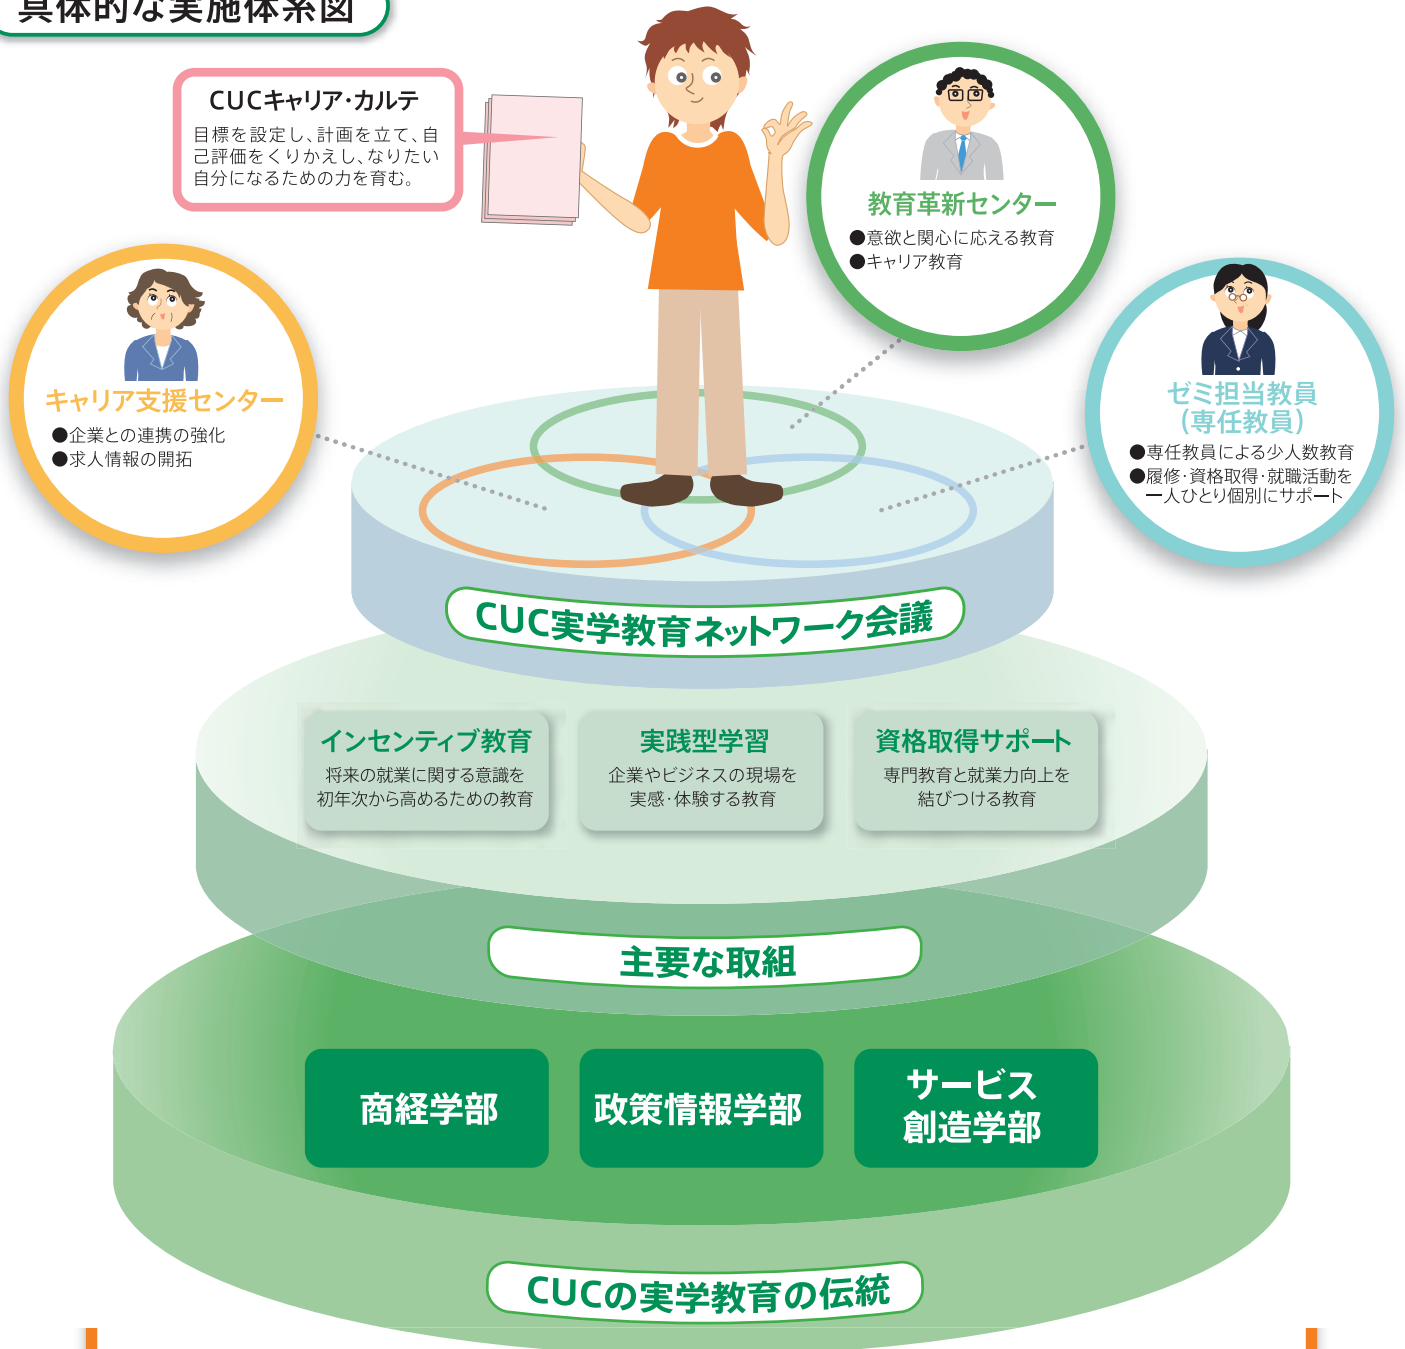 具体的な実施体系図
CUCキャリア・カルテ
目標を設定し、計画を立て、自
己評価をくりかえし、なりたい
自分になるための力を育む。
教育革新センター
●意欲と関心に応える教育
●キャリア教育
キャリア支援センター
●企業との連携の強化
●求人情報の開拓
ゼミ担当教員
(専任教員)
●専任教員による少人数教育
●履修・資格取得・就職活動を
一人ひとり個別にサポート
CUC実学教育ネットワーク会議
インセンティブ教育
将来の就業に関する意識を
初年次から高めるための教育
実践型学習
企業やビジネスの現場を
実感・体験する教育
資格取得サポート
専門教育と就業力向上を
結びつける教育
主要な取組
商経学部
政策情報学部
サービス
創造学部
CUCの実学教育の伝統